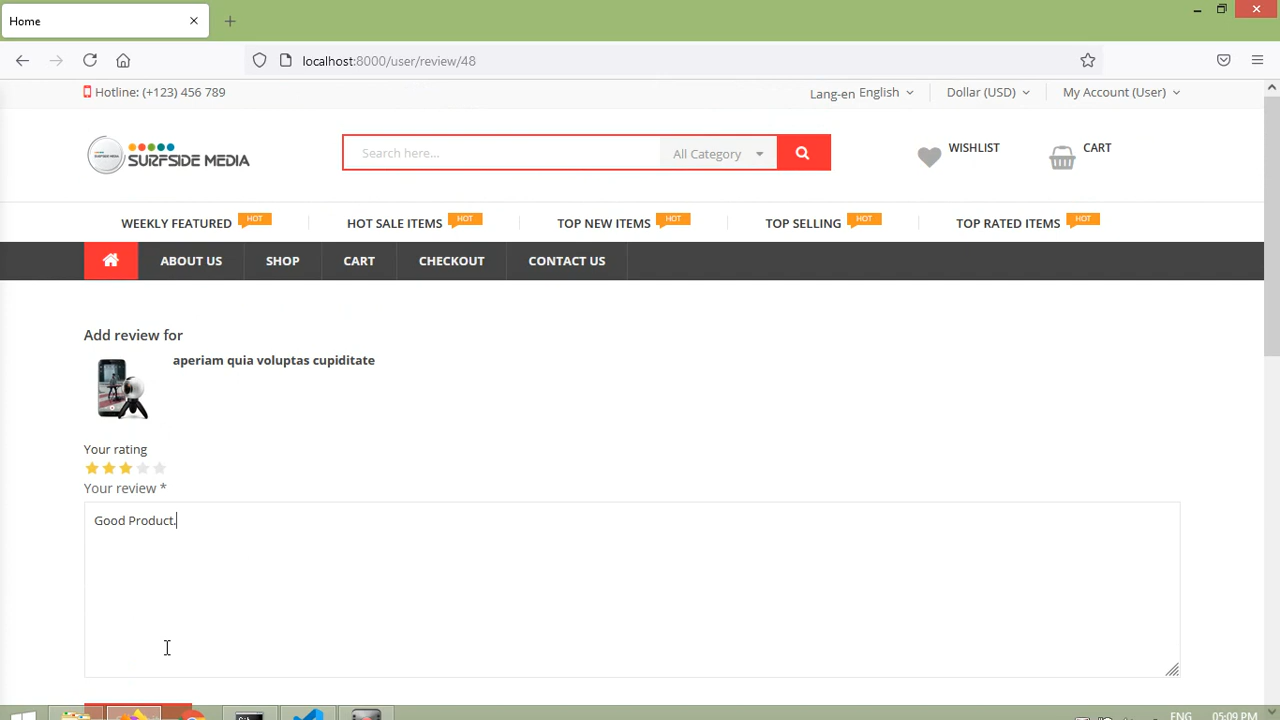 Home
localhost:8000/user/review/48
Hotline: (+123) 456 789
Lang-en English
Dollar (USD)
My Account (User)
SURFSIDE MEDIA
Search here...
All Category
WISHLIST
CART
WEEKLY FEATURED HOT
HOT SALE ITEMS HOT
TOP NEW ITEMS HOT
TOP SELLING HOT
TOP RATED ITEMS HOT
ABOUT US
SHOP
CART
CHECKOUT
CONTACT US
Add review for
aperiam quia voluptas cupiditate
Your rating
Your review *
Good Product.
ENG
05:09 PM